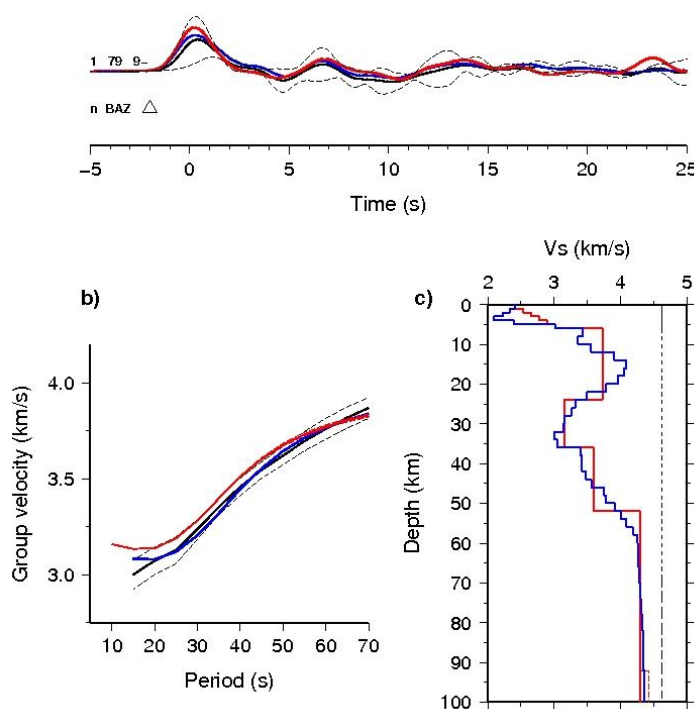 1 79 9
n BAZ △
−5 0 5 10 15 20 25
Time (s)
b)
Group velocity (km/s)
4.0
3.5
3.0
10 20 30 40 50 60 70
Period (s)
c)
Vs (km/s)
2 3 4 5
Depth (km)
0
10
20
30
40
50
60
70
80
90
100